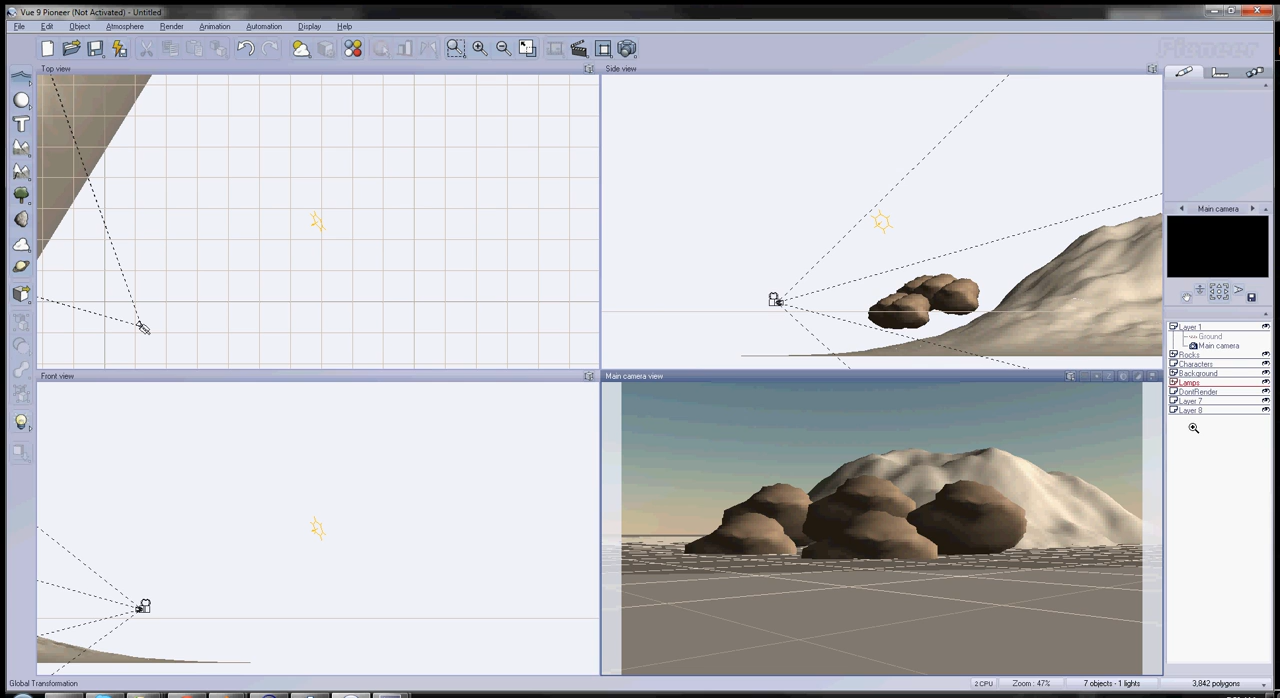 Vue 9 Pioneer (Not Activated) - Untitled
File Edit Object Atmosphere Render Animation Automation Display Help
Pioneer
Top view
Side view
Main camera
Layer 1
Ground
Main camera
Rocks
Characters
Background
Lamps
DontRender
Layer 7
Layer 8
Front view
Main camera view
Global Transformation
2 CPU
Zoom : 47%
7 objects - 1 lights
3,842 polygons